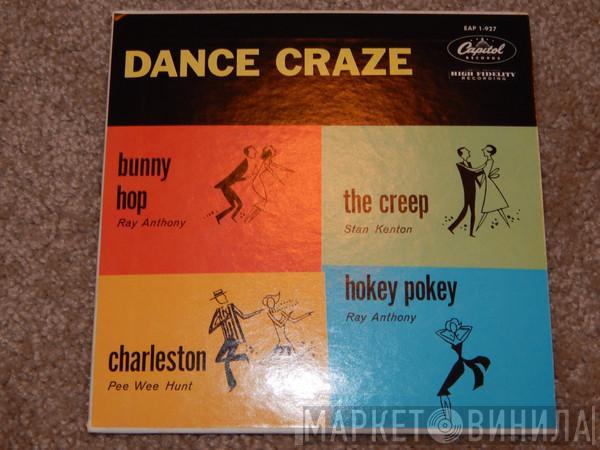 EAP 1-927
Capitol
RECORDS
HIGH FIDELITY
RECORDING
DANCE CRAZE
bunny
hop
Ray Anthony
the creep
Stan Kenton
charleston
Pee Wee Hunt
hokey pokey
Ray Anthony
МАРКЕТ ВИНИЛА